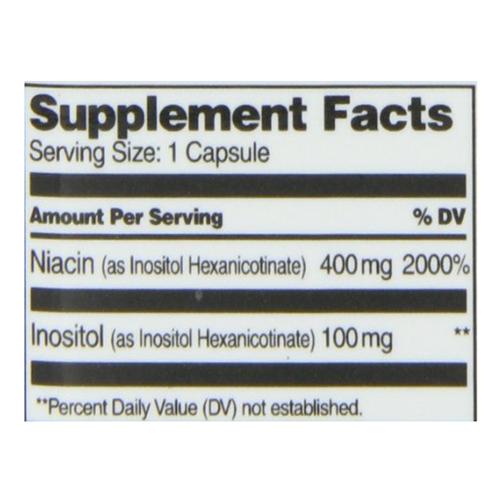 Supplement Facts
Serving Size: 1 Capsule
Amount Per Serving % DV
Niacin (as Inositol Hexanicotinate) 400 mg 2000%
Inositol (as Inositol Hexanicotinate) 100 mg **
**Percent Daily Value (DV) not established.